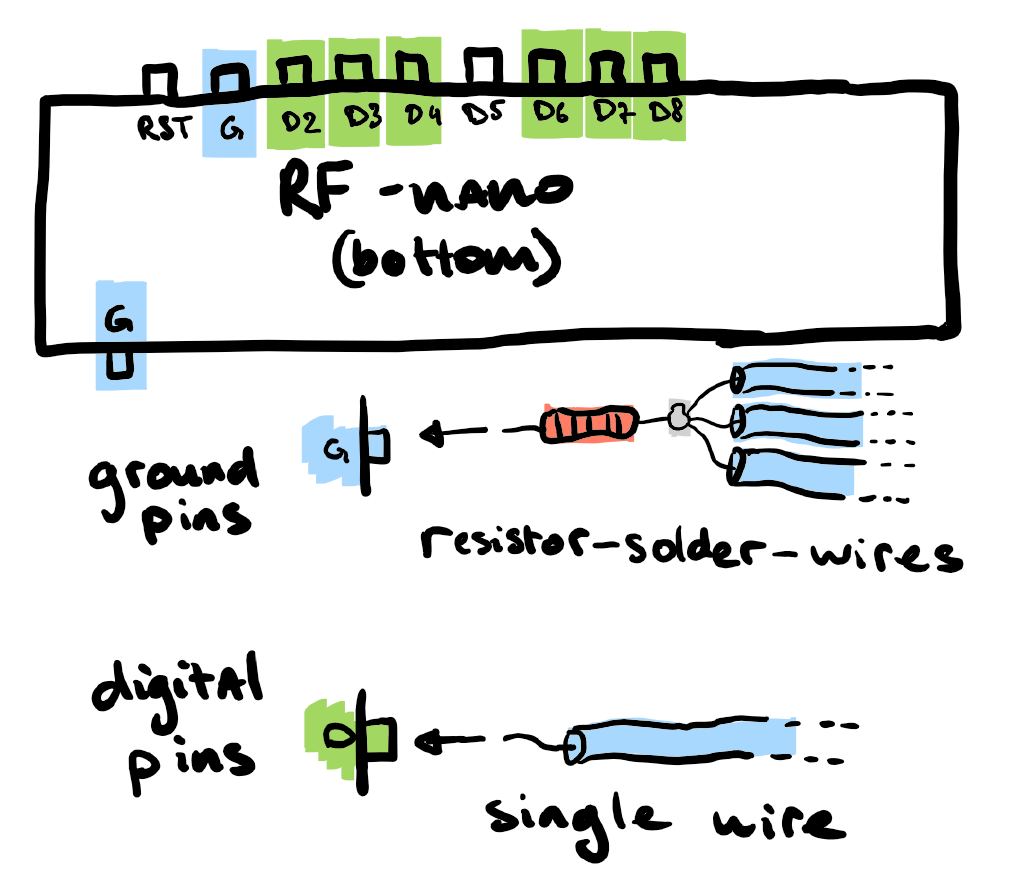 RST G D2 D3 D4 D5 D6 D7 D8
RF-nano
(bottom)
G
G
ground
pins
resistor-solder-wires
digital
pins
D
single wire